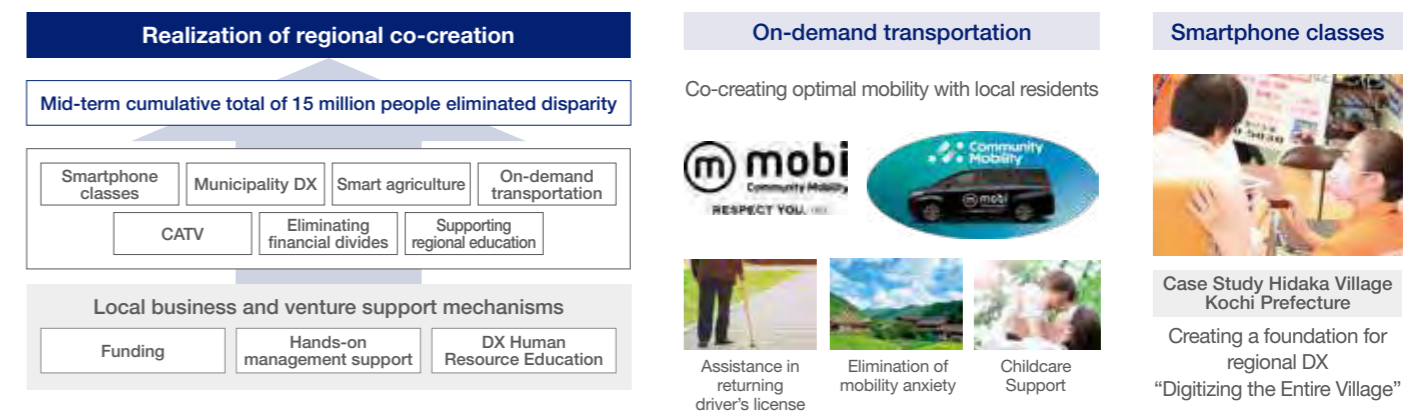 Realization of regional co-creation
Mid-term cumulative total of 15 million people eliminated disparity
Smartphone
classes
Municipality DX
Smart agriculture
On-demand
transportation
CATV
Eliminating
financial divides
Supporting
regional education
Local business and venture support mechanisms
Funding
Hands-on
management support
DX Human
Resource Education
On-demand transportation
Co-creating optimal mobility with local residents
m mobi
Community Mobility
RESPECT YOU,
Community
Mobility
m mobi
Assistance in
returning
driver's license
Elimination of
mobility anxiety
Childcare
Support
Smartphone classes
Case Study Hidaka Village
Kochi Prefecture
Creating a foundation for
regional DX
“Digitizing the Entire Village”